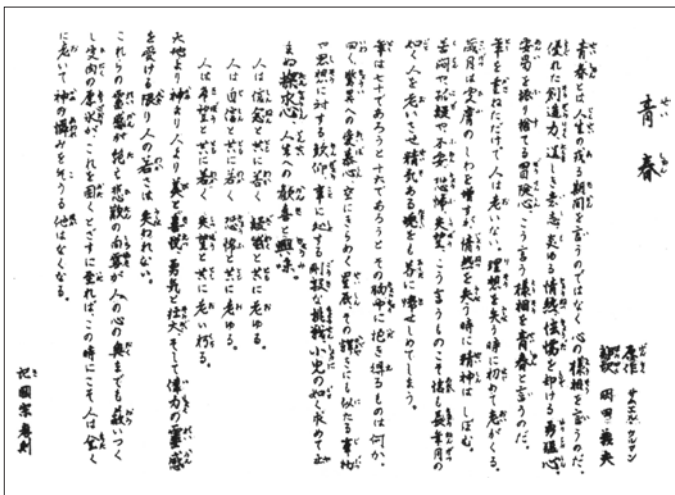 青春
原作 サムエル・ウルマン
翻訳 岡田義夫
青春とは人生の或る期間を言うのではなく心の様相を言うのだ。
優れた創造力、逞しき意志、炎ゆる情熱、怯懦を却ける勇猛心、
安易を振り捨てる冒険心、こう言う様相を青春と言うのだ。
年を重ねただけで人は老いない。理想を失う時に初めて老がくる。
歳月は皮膚のしわを増すが、情熱を失う時に精神はしぼむ。
苦悶や、狐疑や、不安、恐怖、失望、こう言うものこそ恰も長年月の
如く人を老いさせ、精気ある魂をも芥に帰せしめてしまう。
年は七十であろうと十六であろうと、その胸中に抱き得るものは何か。
曰く、驚異への愛慕心、空にきらめく星辰、その輝きにも似たる事物
や思想に対する欽仰、事に処する剛毅な挑戦、小児の如く求めて止
まぬ探求心、人生への歓喜と興味。
人は信念と共に若く 疑惑と共に老ゆる。
人は自信と共に若く 恐怖と共に老ゆる。
人は希望と共に若く 失望と共に老い朽る。
大地より神より人より美と喜悦、勇気と壮大、そして偉力の霊感
を受ける限り人の若さは失われない。
これらの霊感が絶え、悲歎の白雪が人の心の奥までも蔽いつく
し皮肉の厚氷がこれを固くとざすに至れば、この時にこそ人は全く
に老いて神の憐みをそうる他はなくなる。
記 國宗